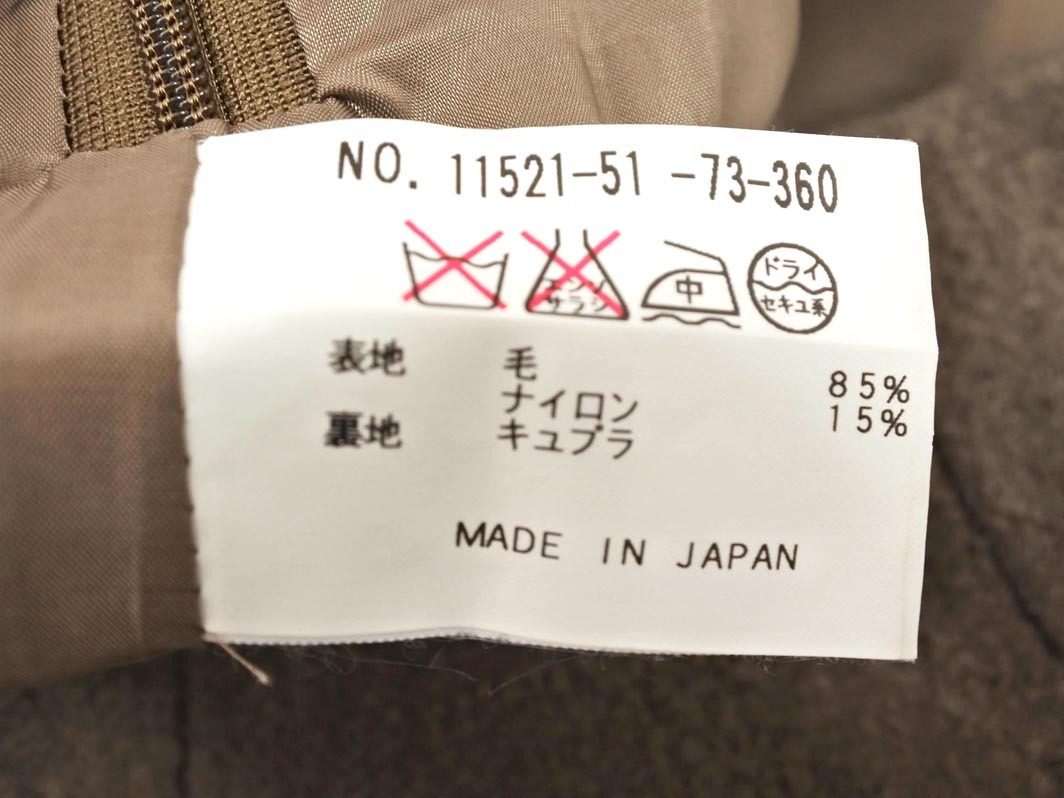 NO. 11521-51 -73-360
エンソ サラシ 中 ドライ セキユ系
表地 毛 85%
ナイロン 15%
裏地 キュプラ
MADE IN JAPAN